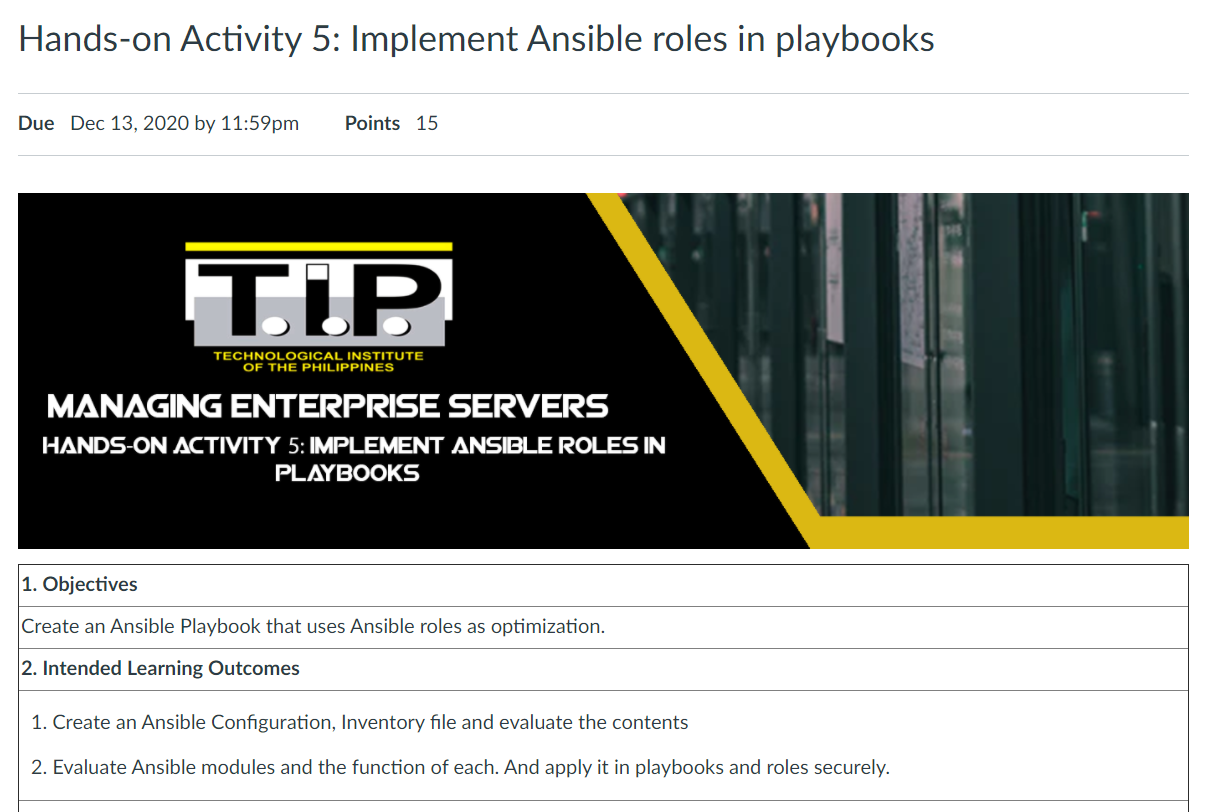 Hands-on Activity 5: Implement Ansible roles in playbooks
Due Dec 13, 2020 by 11:59pm Points 15
T.I.P.
TECHNOLOGICAL INSTITUTE
OF THE PHILIPPINES
MANAGING ENTERPRISE SERVERS
HANDS-ON ACTIVITY 5: IMPLEMENT ANSIBLE ROLES IN
PLAYBOOKS
1. Objectives
Create an Ansible Playbook that uses Ansible roles as optimization.
2. Intended Learning Outcomes
1. Create an Ansible Configuration, Inventory file and evaluate the contents
2. Evaluate Ansible modules and the function of each. And apply it in playbooks and roles securely.